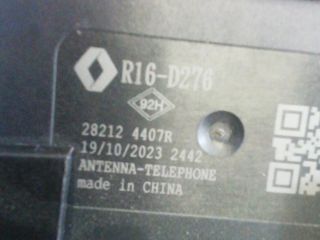 R16-D276
92H
28212 4407R
19/10/2023 2442
ANTENNA-TELEPHONE
made in CHINA